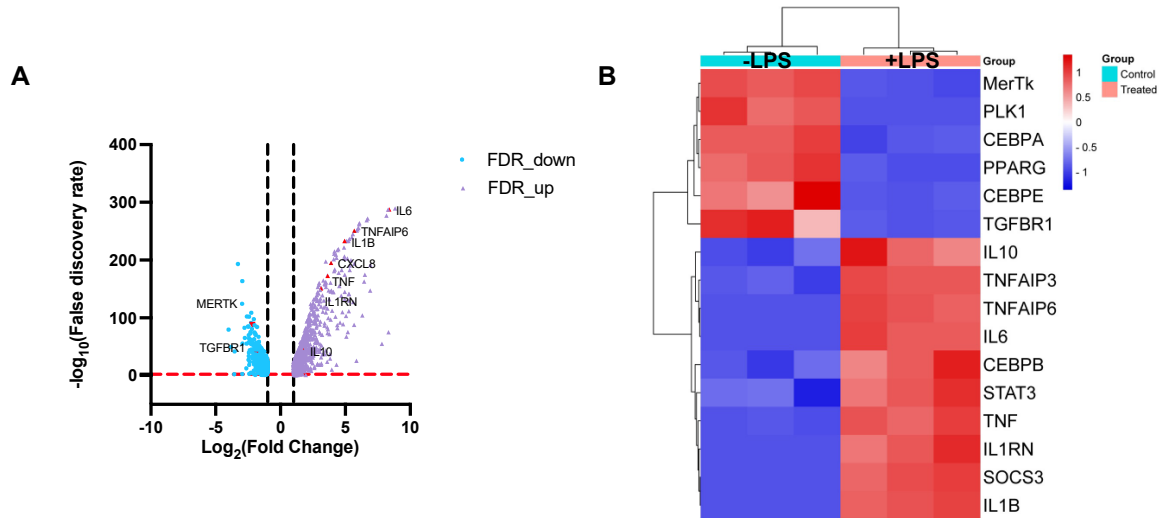 A
400
300
200
100
0
-10
-5
0
5
10
-log10(False discovery rate)
Log2(Fold Change)
FDR_down
FDR_up
IL6
TNFAIP6
IL1B
CXCL8
TNF
IL1RN
MERTK
TGFBR1
IL10
B
-LPS
+LPS
Group
MerTk
PLK1
CEBPA
PPARG
CEBPE
TGFBR1
IL10
TNFAIP3
TNFAIP6
IL6
CEBPB
STAT3
TNF
IL1RN
SOCS3
IL1B
1
0.5
0
- 0.5
- 1
Group
Control
Treated